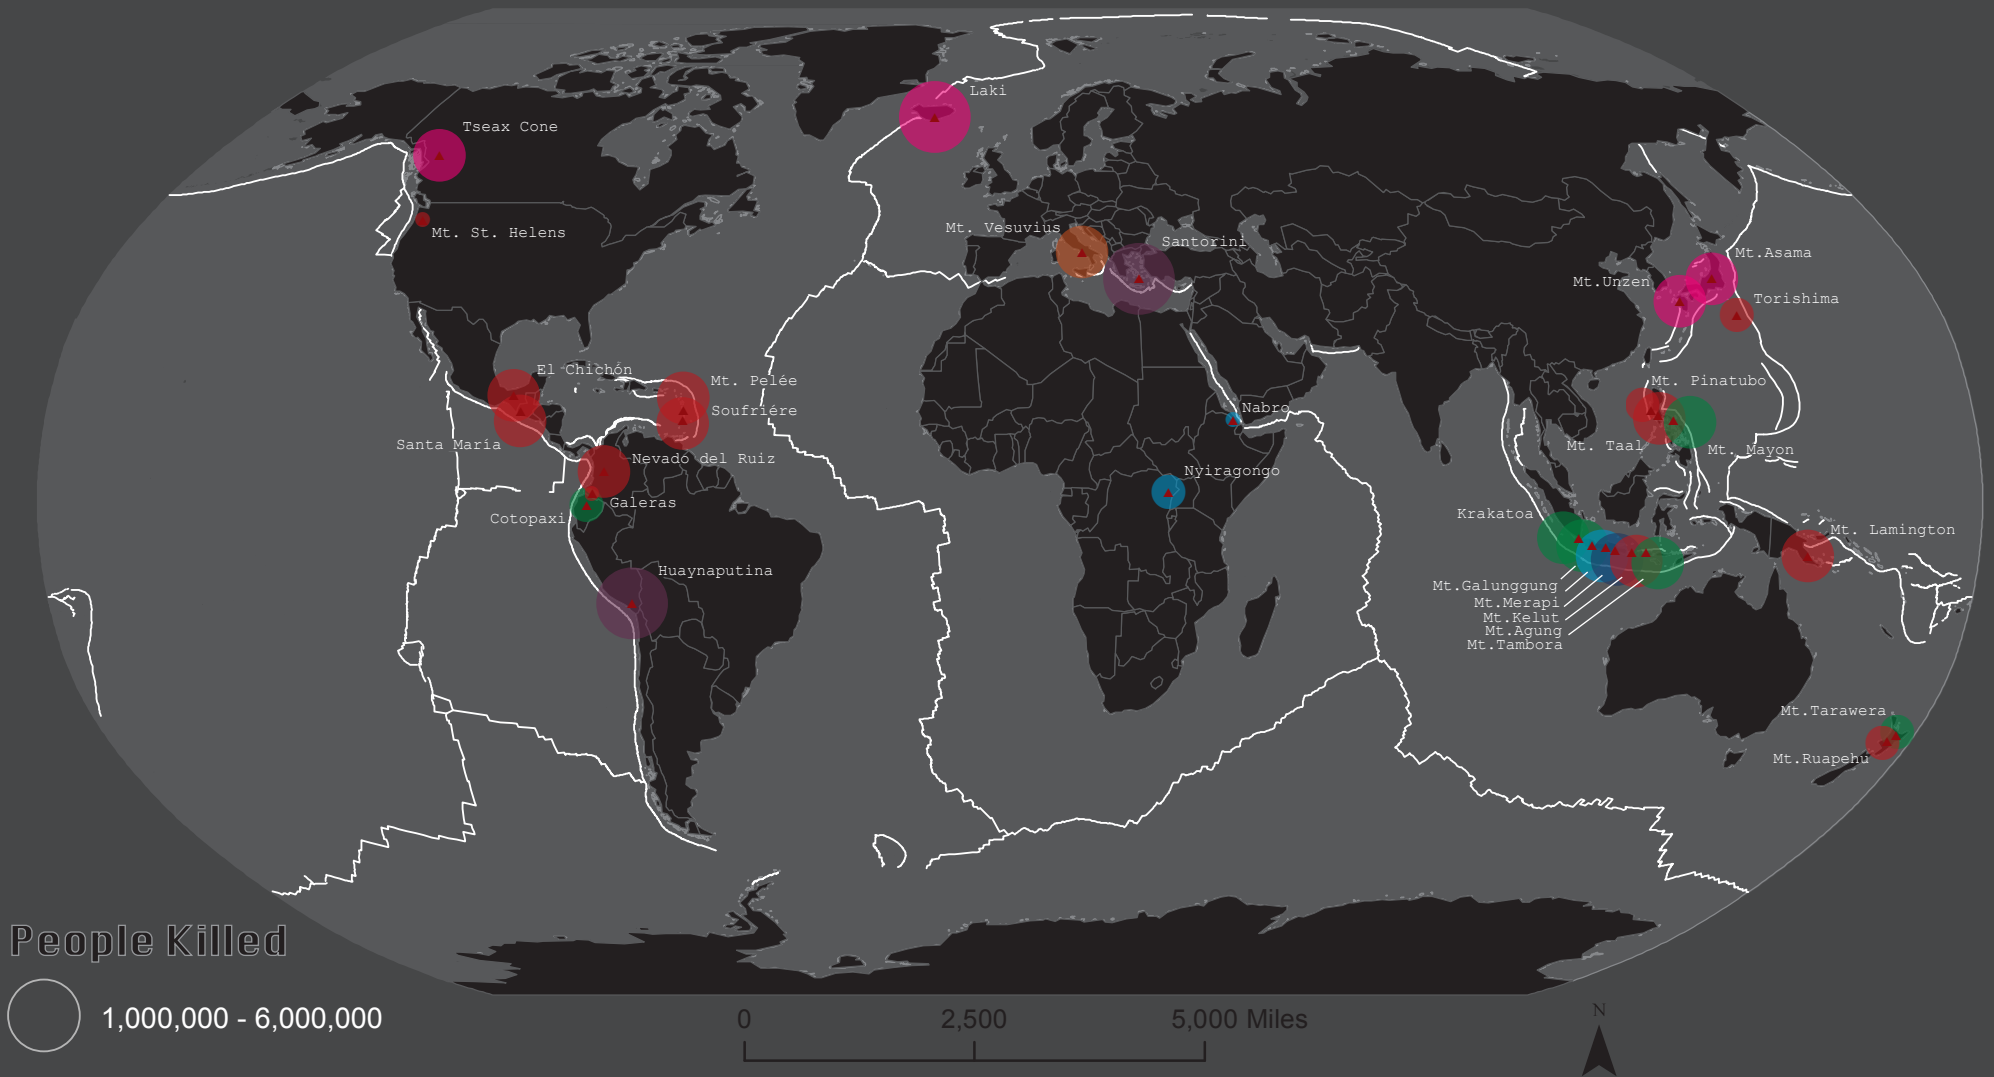 Laki
Tseax Cone
Mt. St. Helens
Mt. Vesuvius
Santorini
Mt.Asama
Mt.Unzen
Torishima
El Chichón
Mt. Pelée
Mt. Pinatubo
Soufriére
Nabro
Santa María
Mt. Taal
Mt. Mayon
Nevado del Ruiz
Nyiragongo
Galeras
Cotopaxi
Krakatoa
Mt. Lamington
Huaynaputina
Mt.Galunggung
Mt.Merapi
Mt.Kelut
Mt.Agung
Mt.Tambora
Mt.Tarawera
Mt.Ruapehu
People Killed
1,000,000 - 6,000,000
0 2,500 5,000 Miles
N